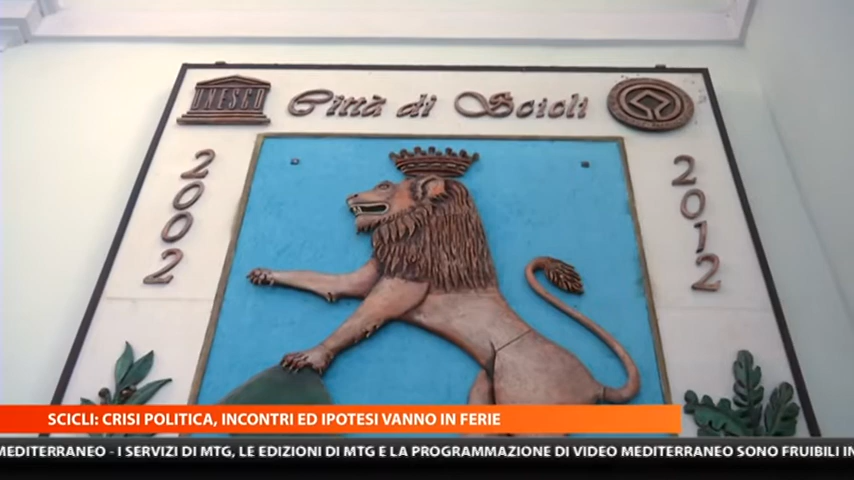 UNESCO
Città di Scicli
2002
2012
SCICLI: CRISI POLITICA, INCONTRI ED IPOTESI VANNO IN FERIE
MEDITERRANEO - I SERVIZI DI MTG, LE EDIZIONI DI MTG E LA PROGRAMMAZIONE DI VIDEO MEDITERRANEO SONO FRUIBILI IN